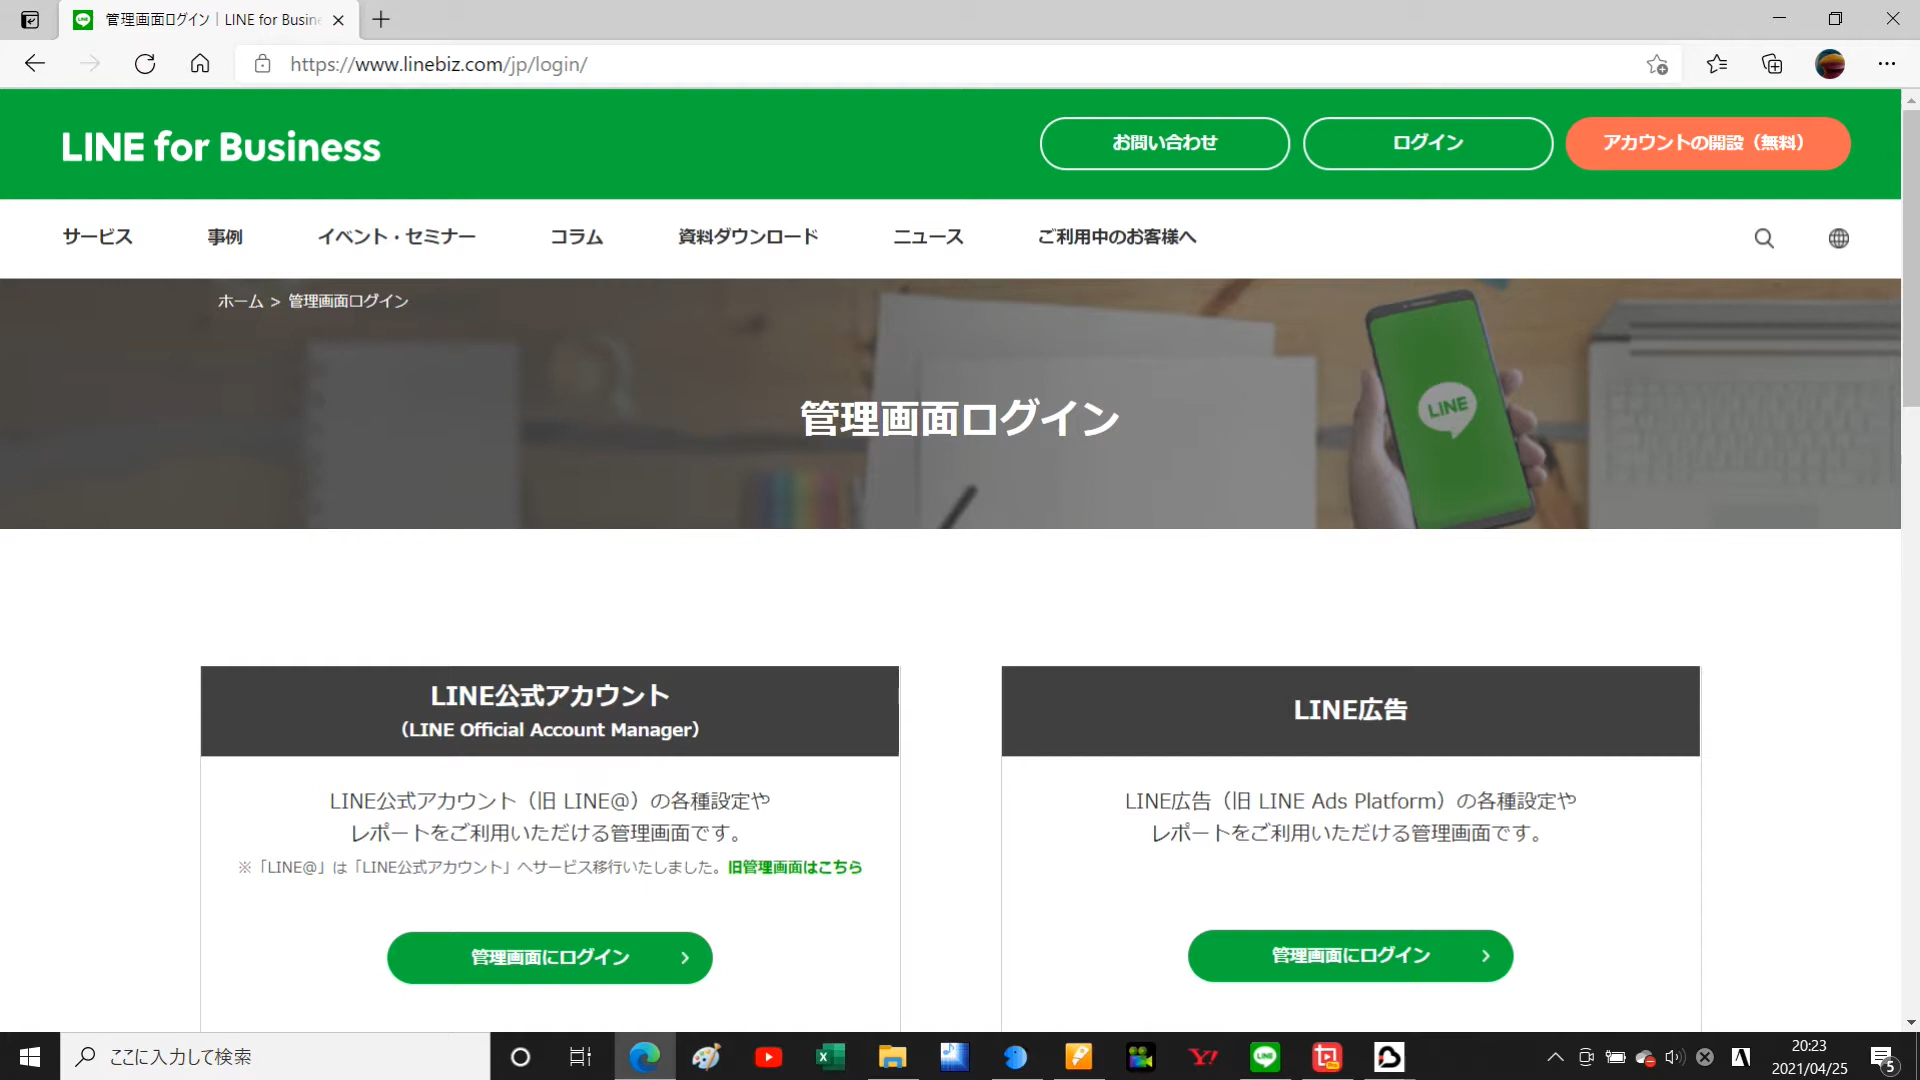 管理画面ログイン｜LINE for Busin
https://www.linebiz.com/jp/login/
LINE for Business
お問い合わせ
ログイン
アカウントの開設（無料）
サービス
事例
イベント・セミナー
コラム
資料ダウンロード
ニュース
ご利用中のお客様へ
ホーム > 管理画面ログイン
管理画面ログイン
LINE
LINE公式アカウント
（LINE Official Account Manager）
LINE公式アカウント（旧 LINE@）の各種設定や
レポートをご利用いただける管理画面です。
※「LINE@」は「LINE公式アカウント」へサービス移行いたしました。旧管理画面はこちら
管理画面にログイン
LINE広告
LINE広告（旧 LINE Ads Platform）の各種設定や
レポートをご利用いただける管理画面です。
管理画面にログイン
ここに入力して検索
20:23
2021/04/25
5